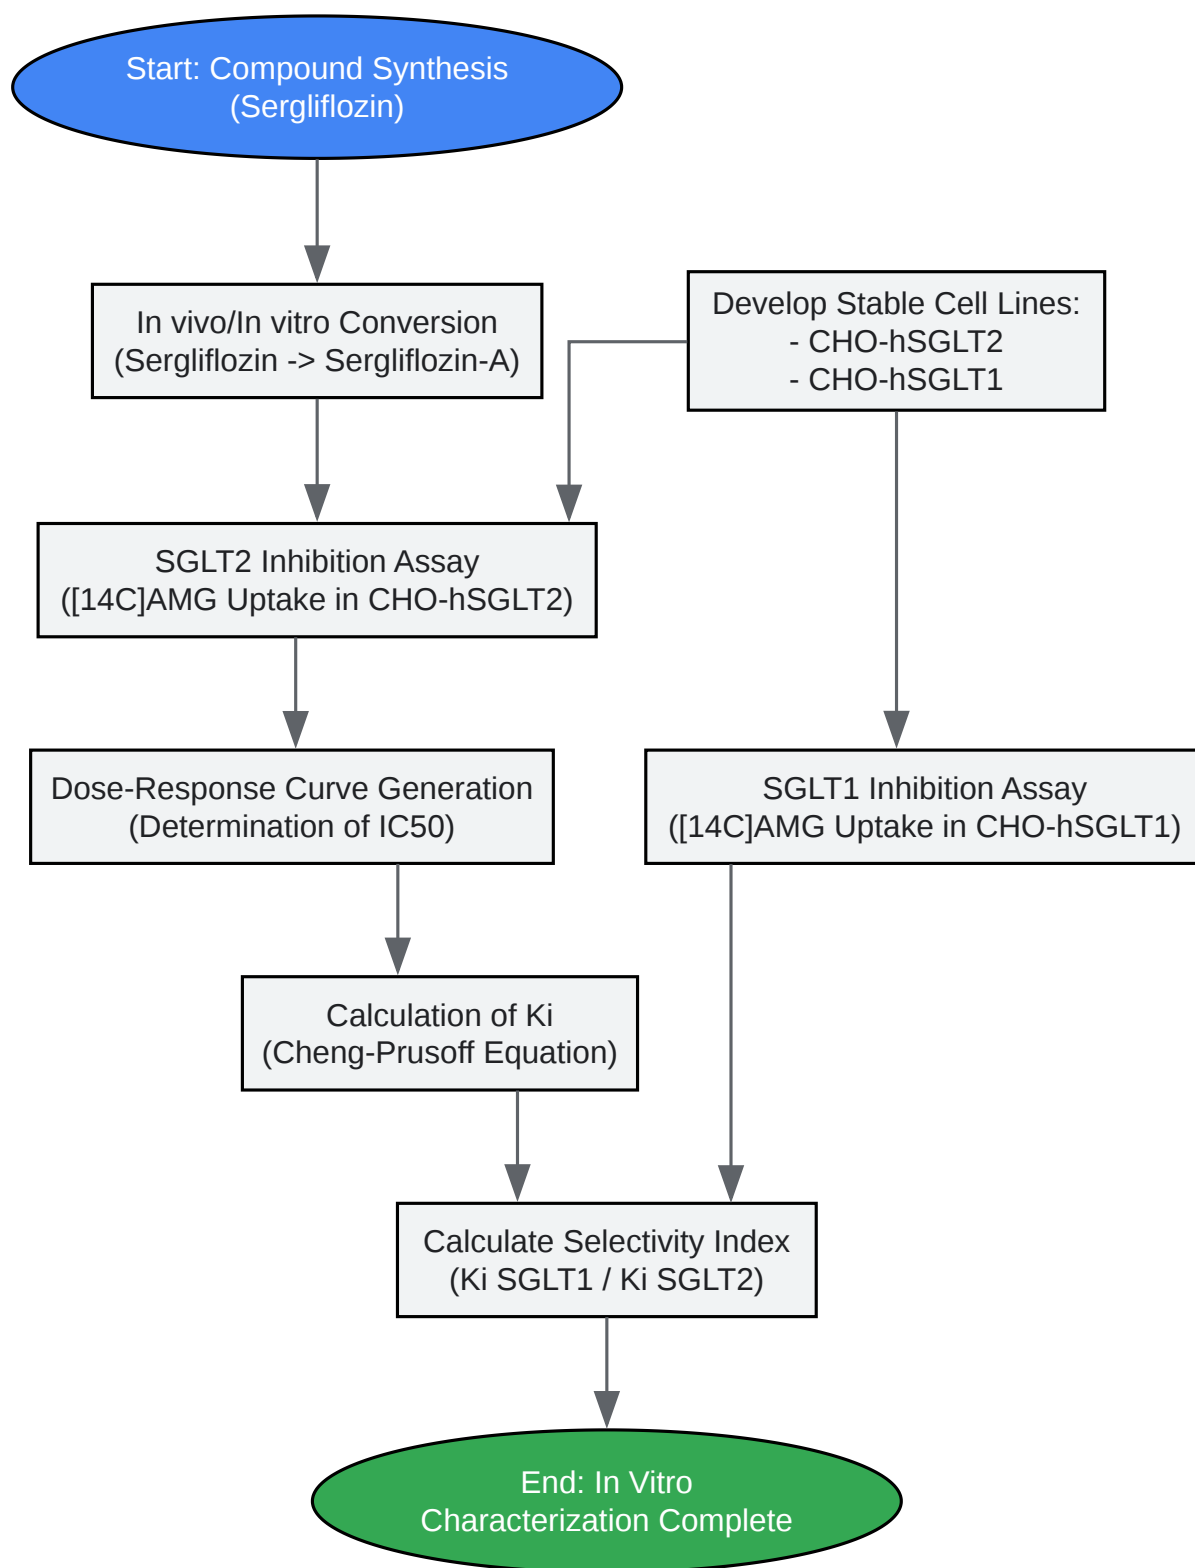 Start: Compound Synthesis
(Sergliflozin)
In vivo/In vitro Conversion
(Sergliflozin -> Sergliflozin-A)
Develop Stable Cell Lines:
- CHO-hSGLT2
- CHO-hSGLT1
SGLT2 Inhibition Assay
([14C]AMG Uptake in CHO-hSGLT2)
Dose-Response Curve Generation
(Determination of IC50)
SGLT1 Inhibition Assay
([14C]AMG Uptake in CHO-hSGLT1)
Calculation of Ki
(Cheng-Prusoff Equation)
Calculate Selectivity Index
(Ki SGLT1 / Ki SGLT2)
End: In Vitro
Characterization Complete